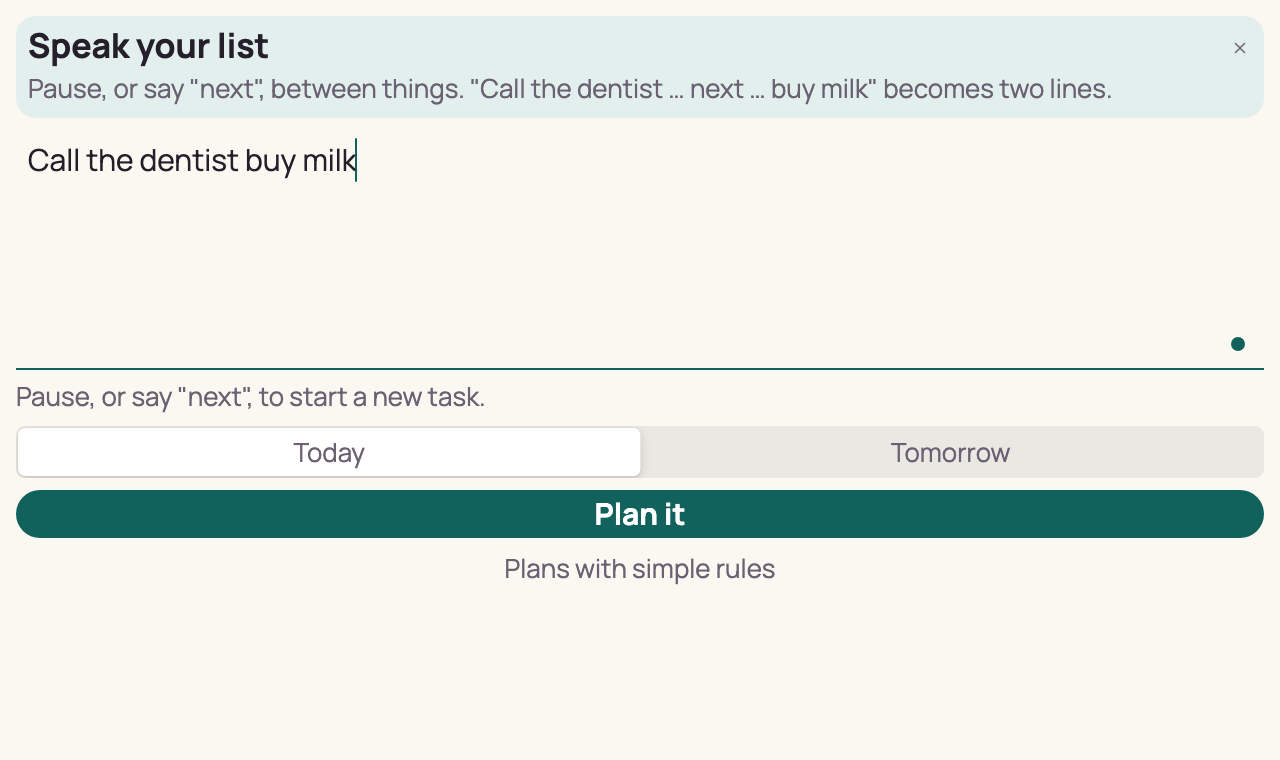 Speak your list
Pause, or say "next", between things. "Call the dentist … next … buy milk" becomes two lines.
Call the dentist buy milk
Pause, or say "next", to start a new task.
Today
Tomorrow
Plan it
Plans with simple rules